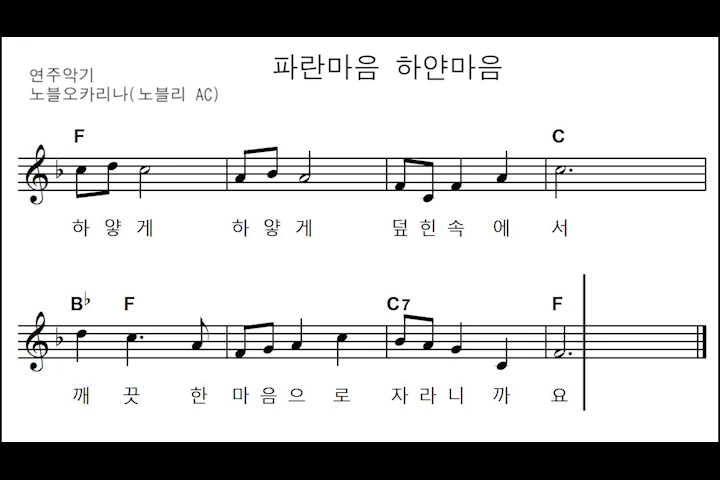 파란마음 하얀마음
연주악기
노블오카리나(노블리 AC)
F C
하 얗 게 하 얗 게 덮 힌 속 에 서
B♭ F C7 F
깨 끗 한 마 음 으 로 자 라 니 까 요